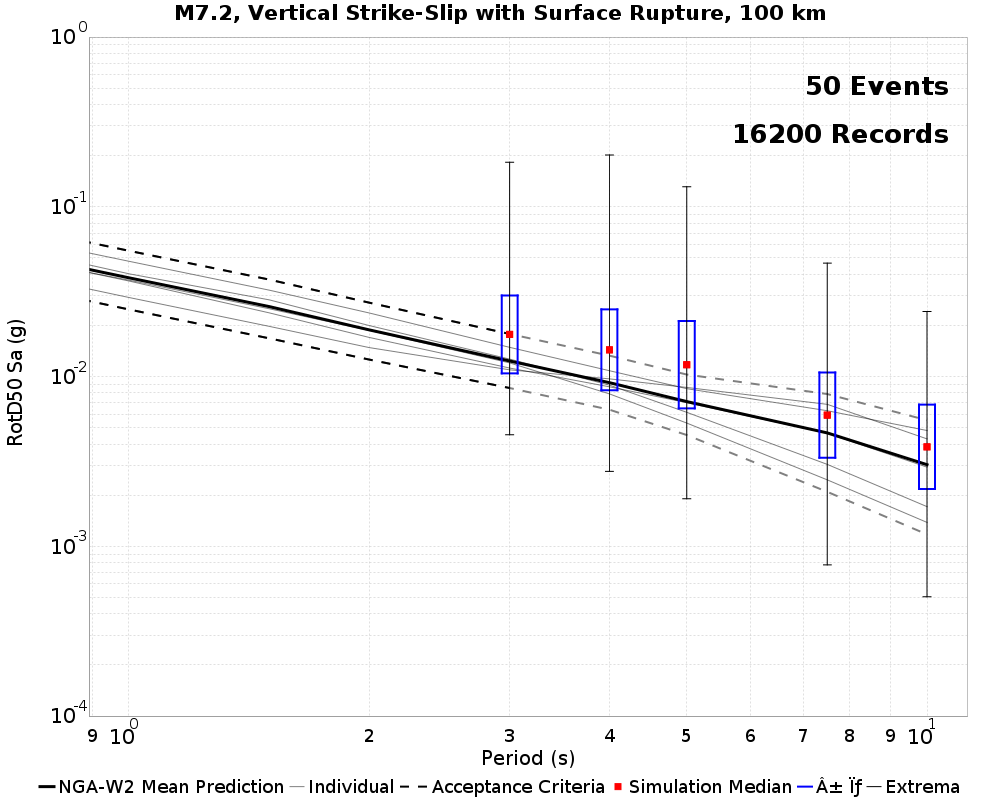 M7.2, Vertical Strike-Slip with Surface Rupture, 100 km
50 Events
16200 Records
RotD50 Sa (g)
10^0
10^-1
10^-2
10^-3
10^-4
9 10^0 2 3 4 5 6 7 8 9 10^1
Period (s)
NGA-W2 Mean Prediction Individual Acceptance Criteria Simulation Median Â± Ïƒ Extrema